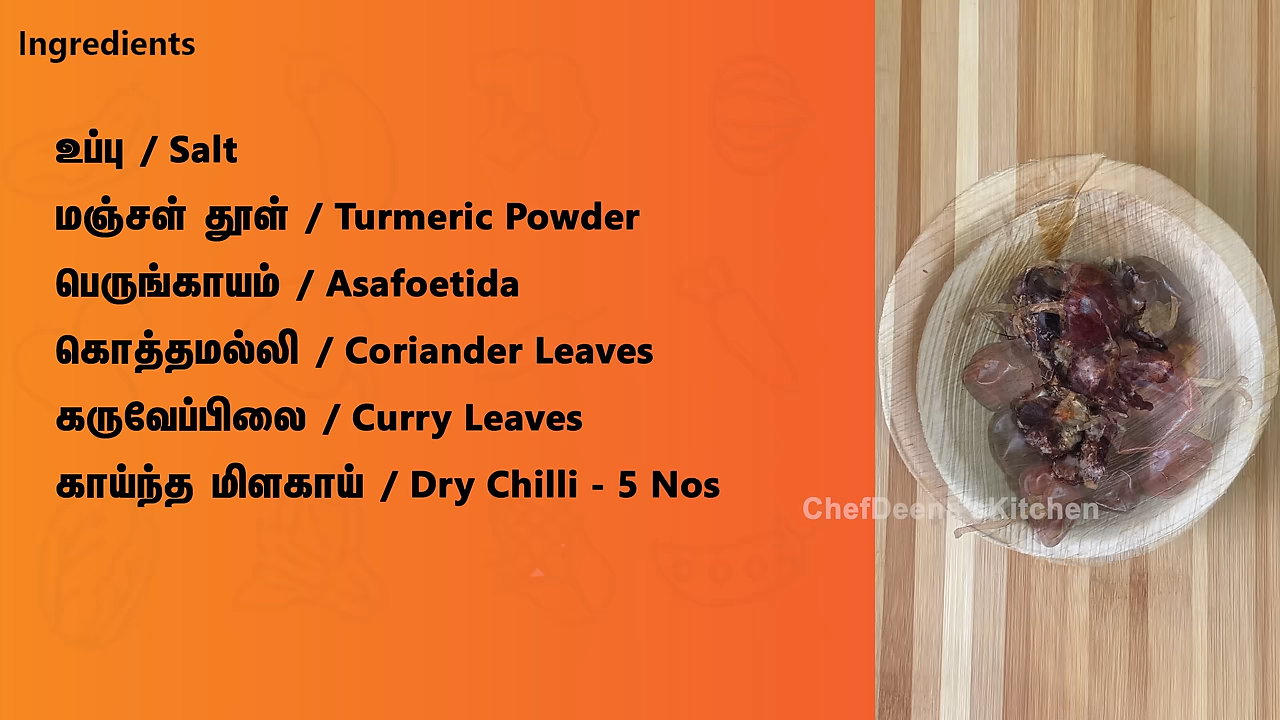 Ingredients
உப்பு / Salt
மஞ்சள் தூள் / Turmeric Powder
பெருங்காயம் / Asafoetida
கொத்தமல்லி / Coriander Leaves
கருவேப்பிலை / Curry Leaves
காய்ந்த மிளகாய் / Dry Chilli - 5 Nos
ChefDeena's Kitchen